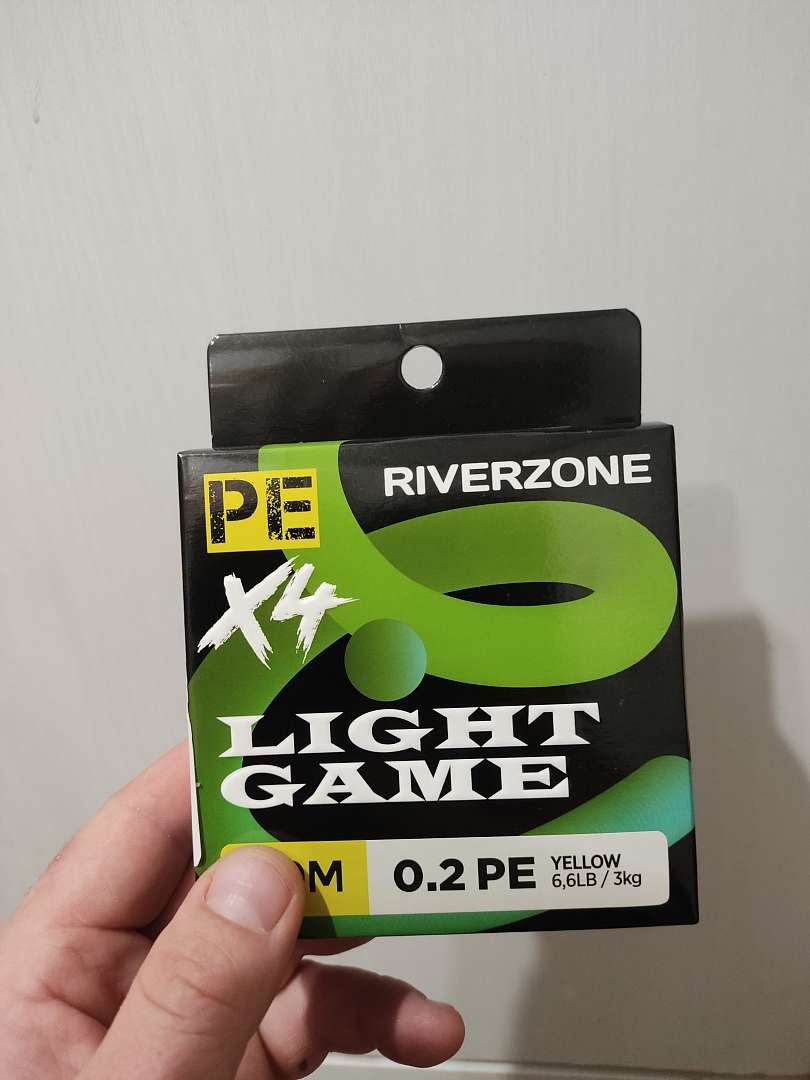 PE
RIVERZONE
X4
LIGHT
GAME
0.2 PE
YELLOW
6,6LB / 3kg